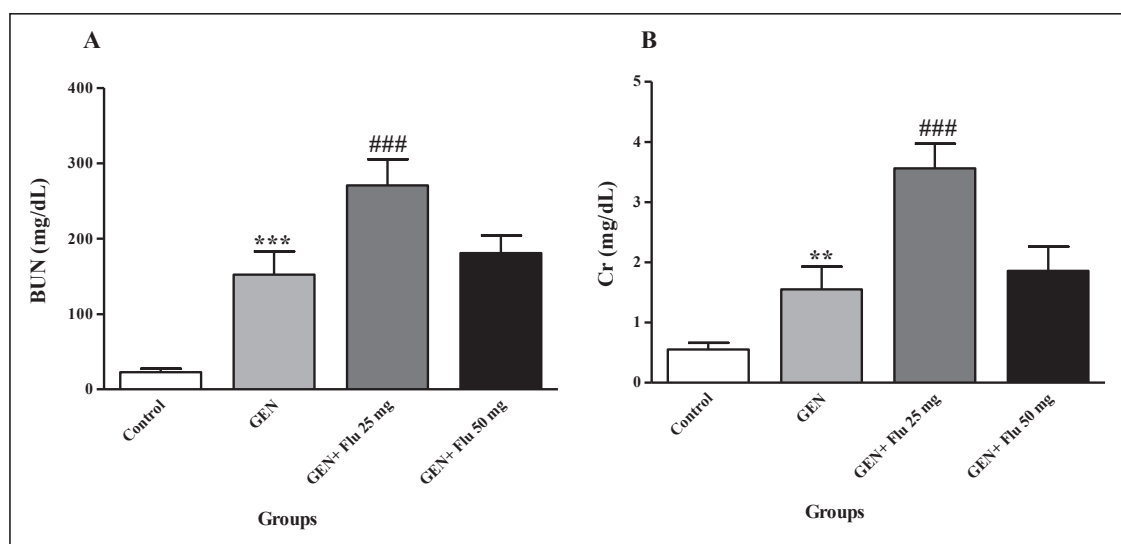 A
BUN (mg/dL)
400
300
200
100
0
***
###
Control
GEN
GEN+ Flu 25 mg
GEN+ Flu 50 mg
Groups
B
Cr (mg/dL)
5
4
3
2
1
0
**
###
Control
GEN
GEN+ Flu 25 mg
GEN+ Flu 50 mg
Groups